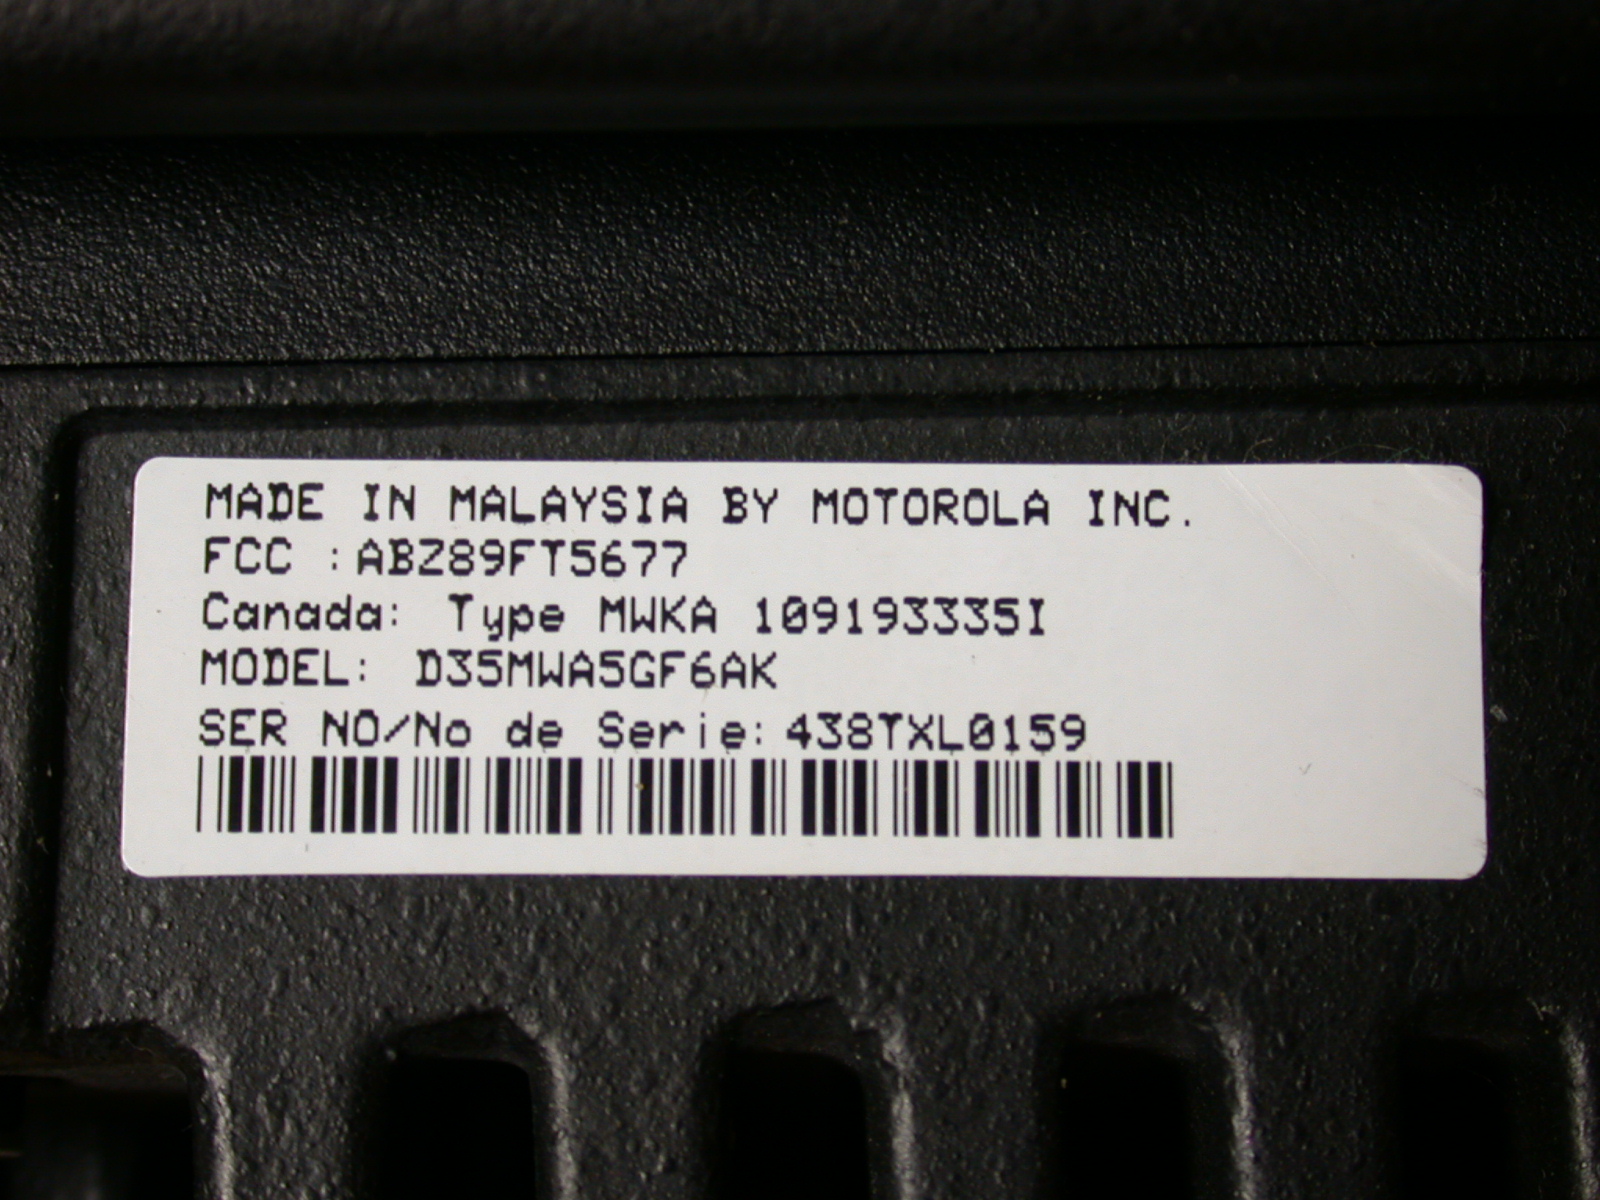 MADE IN MALAYSIA BY MOTOROLA INC.
FCC :ABZ89FT5677
Canada: Type MWKA 109193335I
MODEL: D35MWA5GF6AK
SER NO/No de Serie: 438TXL0159